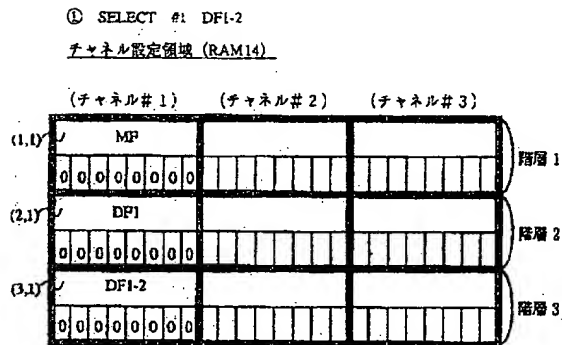 ① SELECT #1 DF1-2
チャネル設定領域 (RAM14)
(チャネル#1) (チャネル#2) (チャネル#3)
(1,1) MF 階層 1
0 0 0 0 0 0 0 0
(2,1) DF1 階層 2
0 0 0 0 0 0 0 0
(3,1) DF1-2 階層 3
0 0 0 0 0 0 0 0